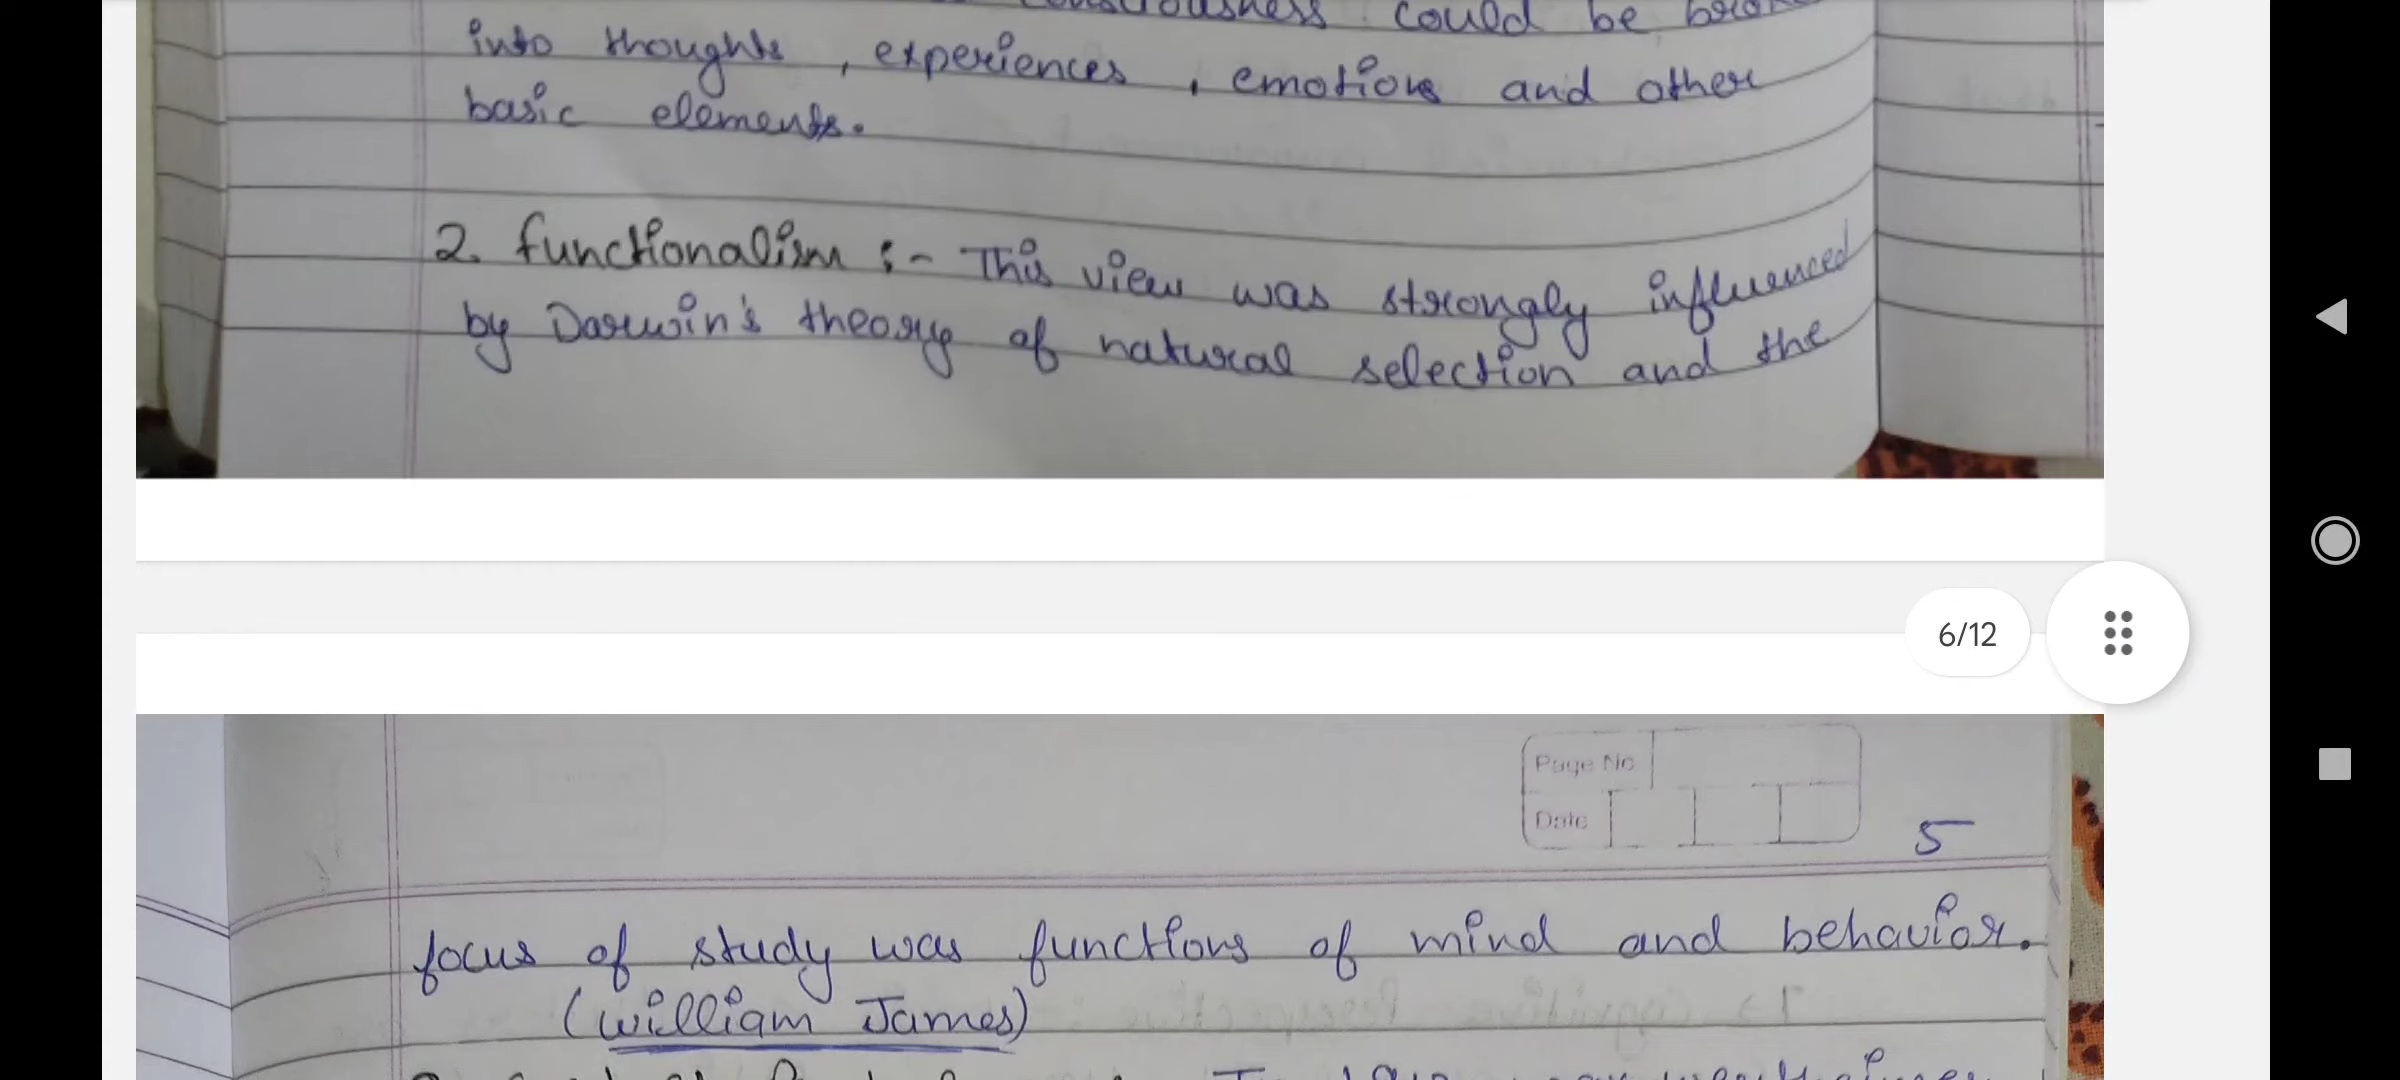 could be
into thoughts, experiences, emotions and other
basic elements.
2. functionalism :- This view was strongly influenced
by Darwin's theory of natural selection and the
6/12
Page No
Date
5
focus of study was functions of mind and behavior.
(William James)